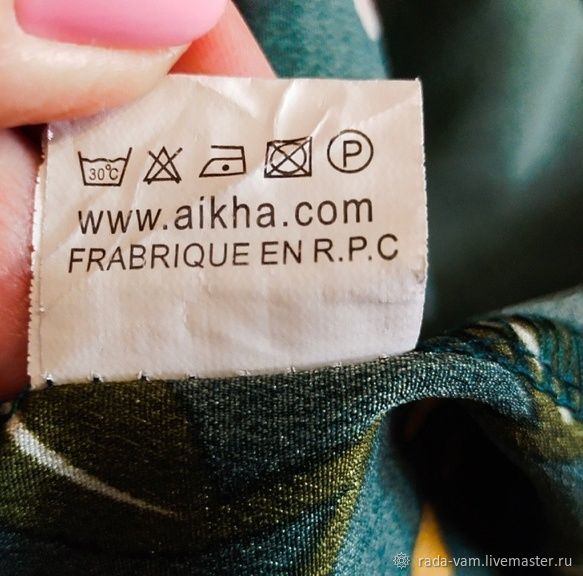 30°C P
www.aikha.com
FRABRIQUE EN R.P.C
rada-vam.livemaster.ru